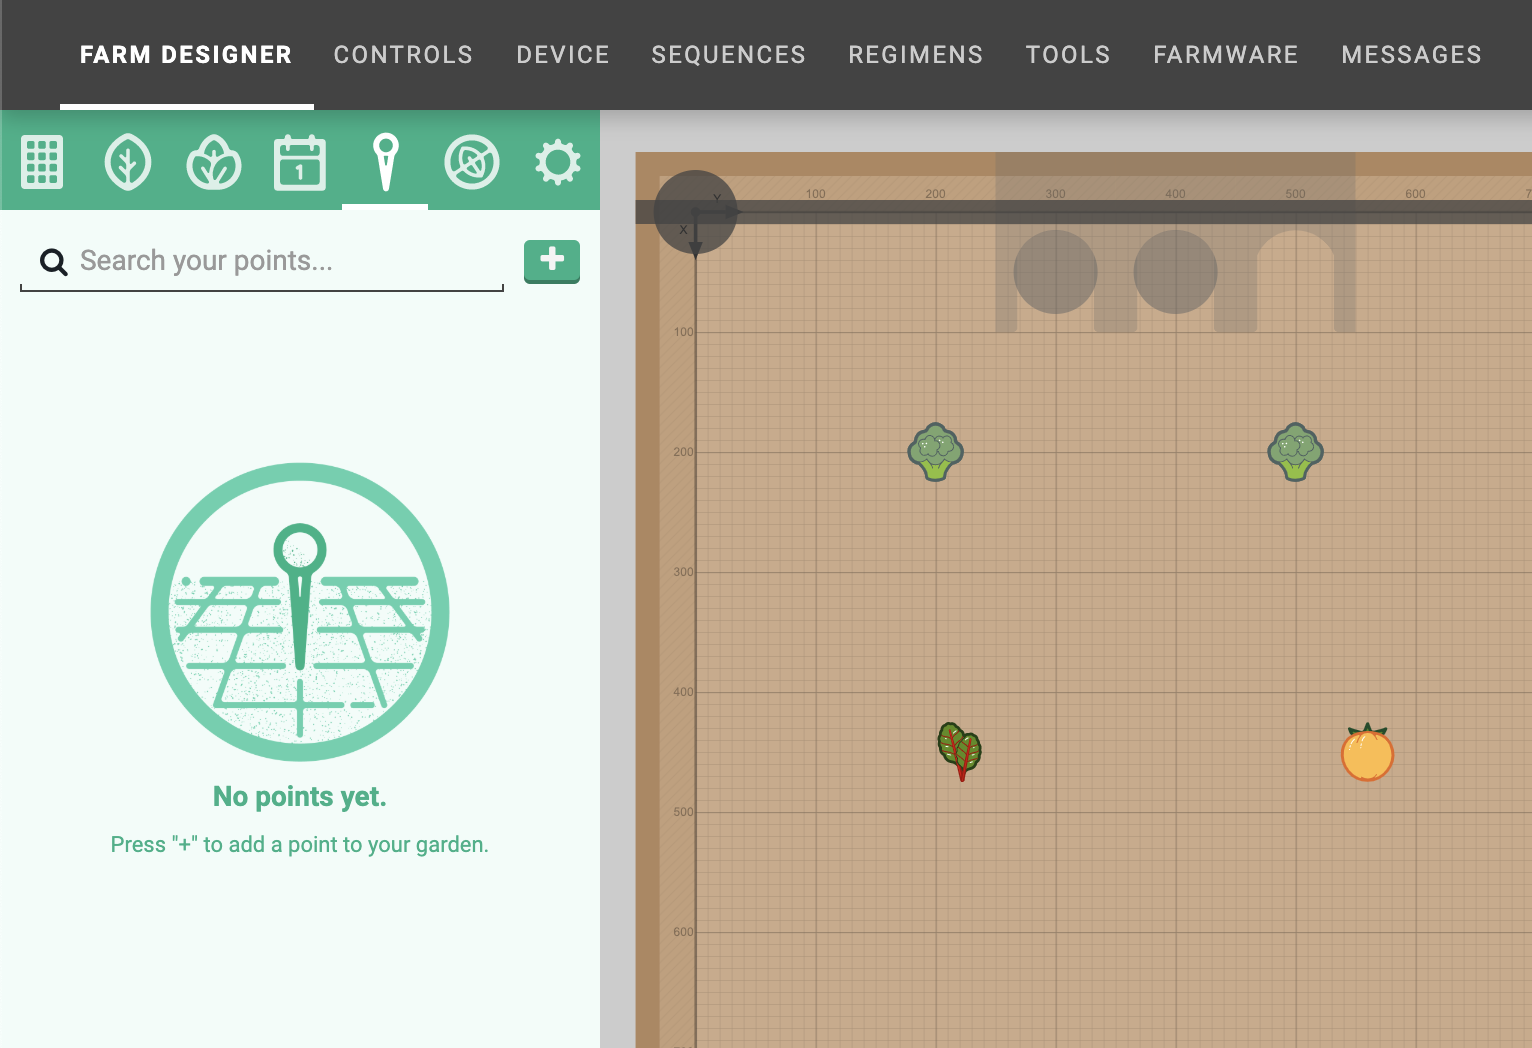 FARM DESIGNER CONTROLS DEVICE SEQUENCES REGIMENS TOOLS FARMWARE MESSAGES
1
Search your points...
No points yet.
Press "+" to add a point to your garden.
Y
X
100 200 300 400 500 600
100
200
300
400
500
600